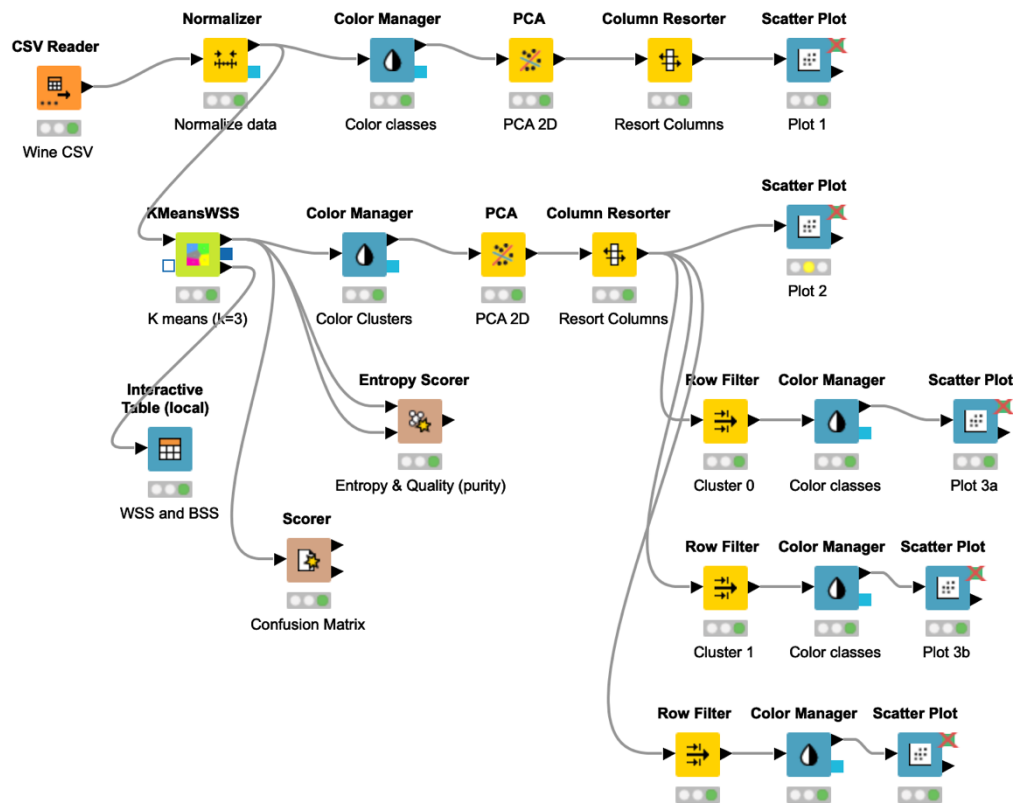 Normalizer
Color Manager
PCA
Column Resorter
Scatter Plot
CSV Reader
Normalize data
Color classes
PCA 2D
Resort Columns
Plot 1
Wine CSV
Scatter Plot
KMeansWSS
Color Manager
PCA
Column Resorter
Plot 2
K means (k=3)
Color Clusters
PCA 2D
Resort Columns
Interactive
Table (local)
Entropy Scorer
Row Filter
Color Manager
Scatter Plot
WSS and BSS
Entropy & Quality (purity)
Cluster 0
Color classes
Plot 3a
Scorer
Row Filter
Color Manager
Scatter Plot
Confusion Matrix
Cluster 1
Color classes
Plot 3b
Row Filter
Color Manager
Scatter Plot